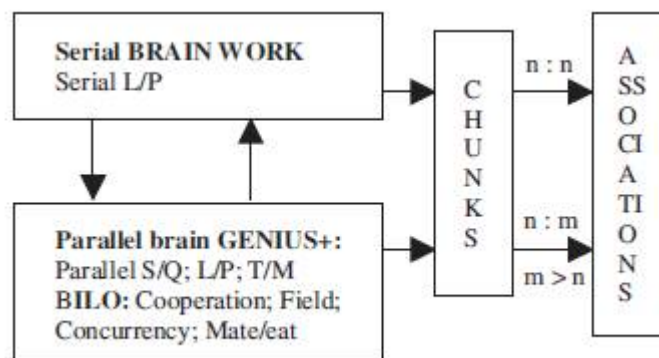 Serial BRAIN WORK
Serial L/P
Parallel brain GENIUS+:
Parallel S/Q; L/P; T/M
BILO: Cooperation; Field;
Concurrency; Mate/eat
C
H
U
N
K
S
n : n
n : m
m > n
A
SS
O
CI
A
TI
O
N
S